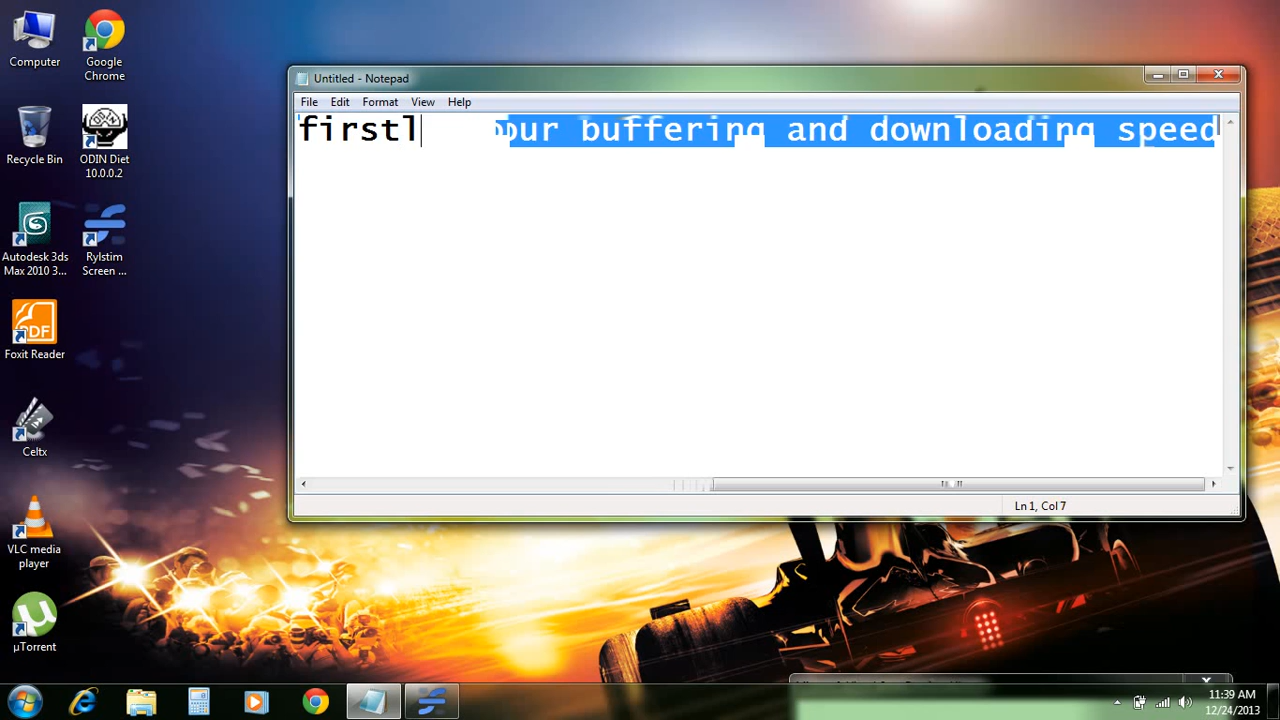 Computer
Google Chrome
Recycle Bin
ODIN Diet 10.0.0.2
Autodesk 3ds Max 2010 3...
Rylstim Screen ...
PDF
Foxit Reader
Celtx
VLC media player
µTorrent
Untitled - Notepad
File Edit Format View Help
firstl our buffering and downloading speed
Ln 1, Col 7
11:39 AM
12/24/2013